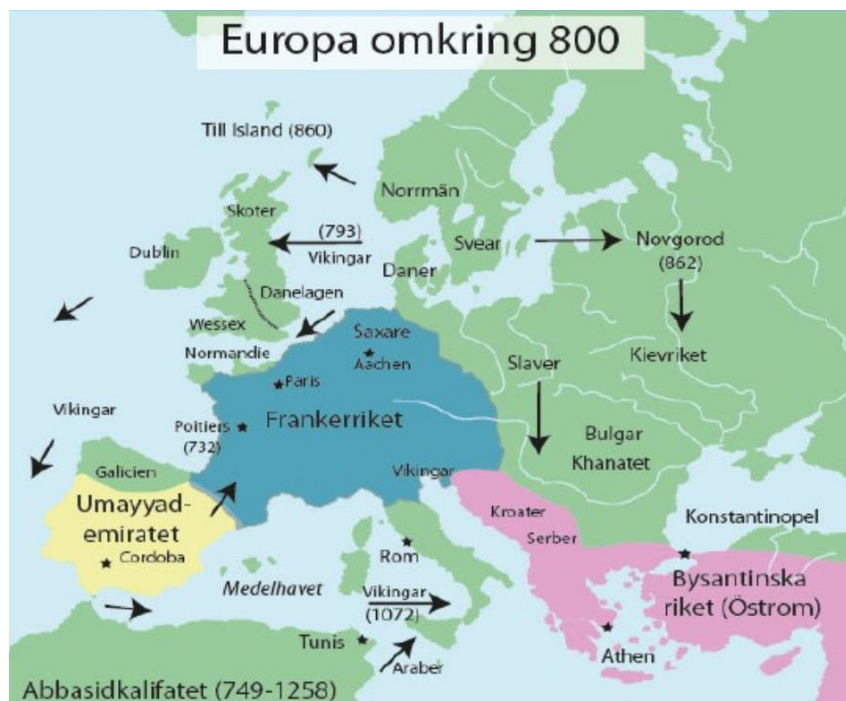 Europa omkring 800
Till Island (860)
Norrmän
Skoter
(793)
Vikingar
Svear
Novgorod
(862)
Dublin
Daner
Danelagen
Wessex
Saxare
Normandie
Aachen
Slaver
Kievriket
Paris
Vikingar
Poitiers
(732)
Frankerriket
Bulgar
Khanatet
Galicien
Vikingar
Umayyad-
emiratet
Kroater
Serber
Konstantinopel
Cordoba
Rom
Medelhavet
Vikingar
(1072)
Bysantinska
riket (Östrom)
Tunis
Araber
Athen
Abbasidkalifatet (749-1258)